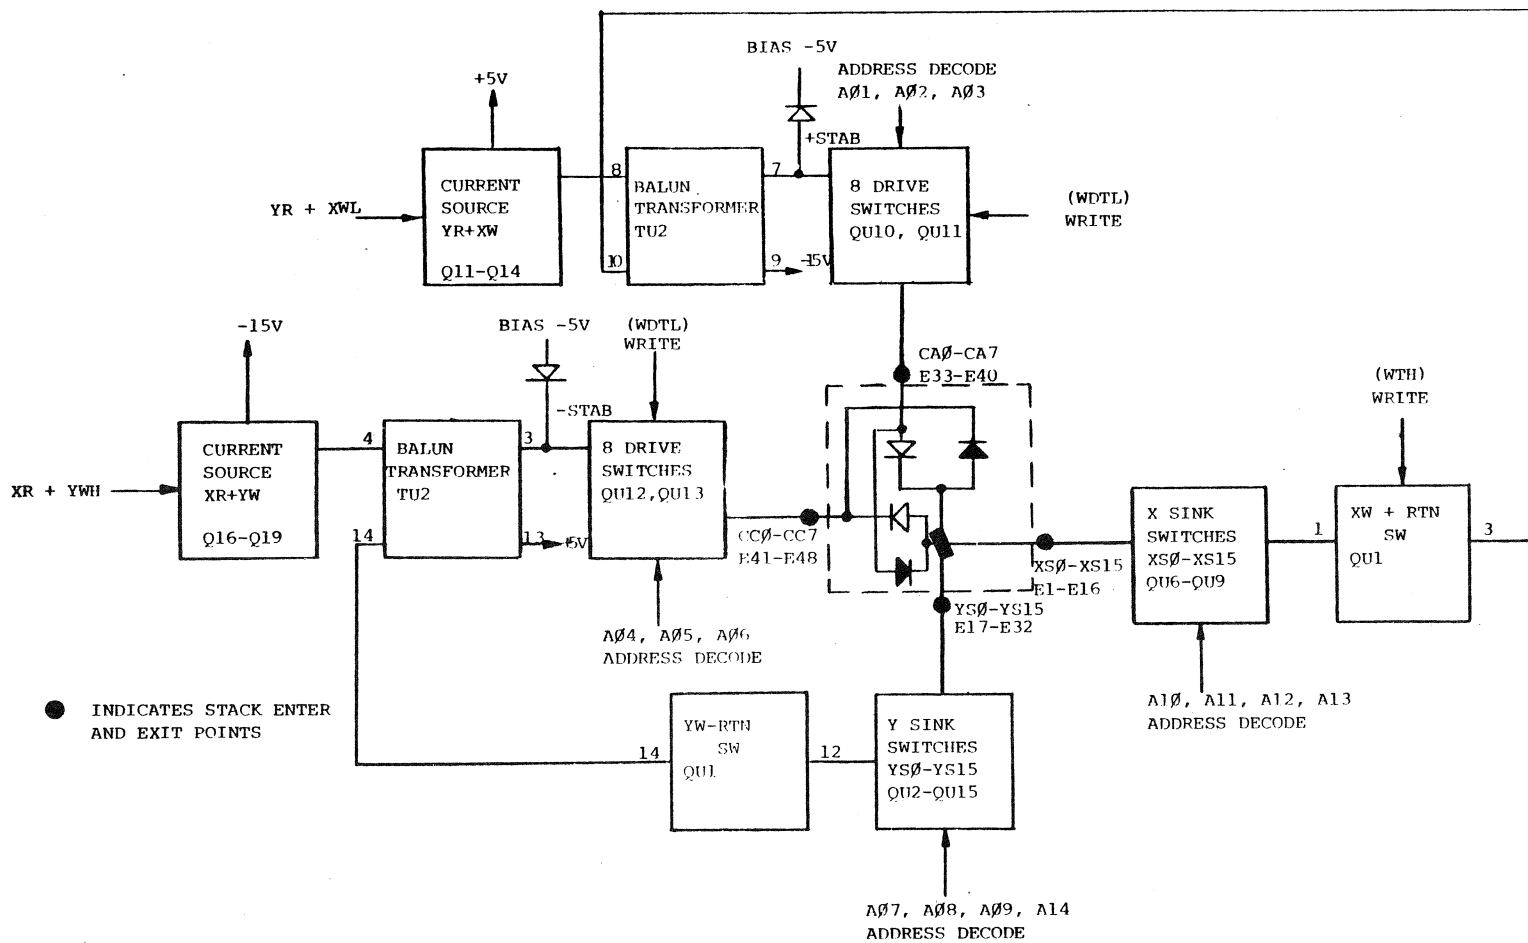 BIAS -5V
ADDRESS DECODE
AØ1, AØ2, AØ3
+5V
+STAB
8
7
CURRENT
SOURCE
YR+XW
Q11-Q14
BALUN
TRANSFORMER
TU2
8 DRIVE
SWITCHES
QU10, QU11
(WDTL)
WRITE
YR + XWL
10
9
-15V
-15V
BIAS -5V
(WDTL)
WRITE
CAØ-CA7
E33-E40
(WTH)
WRITE
-STAB
4
3
CURRENT
SOURCE
XR+YW
Q16-Q19
BALUN
TRANSFORMER
TU2
8 DRIVE
SWITCHES
QU12,QU13
XR + YWH
14
13
+5V
CCØ-CC7
E41-E48
XSØ-XS15
E1-E16
X SINK
SWITCHES
XSØ-XS15
QU6-QU9
1
XW + RTN
SW
QU1
3
YSØ-YS15
E17-E32
AØ4, AØ5, AØ6
ADDRESS DECODE
INDICATES STACK ENTER
AND EXIT POINTS
A1Ø, A11, A12, A13
ADDRESS DECODE
14
YW-RTN
SW
QU1
12
Y SINK
SWITCHES
YSØ-YS15
QU2-QU15
AØ7, AØ8, AØ9, A14
ADDRESS DECODE